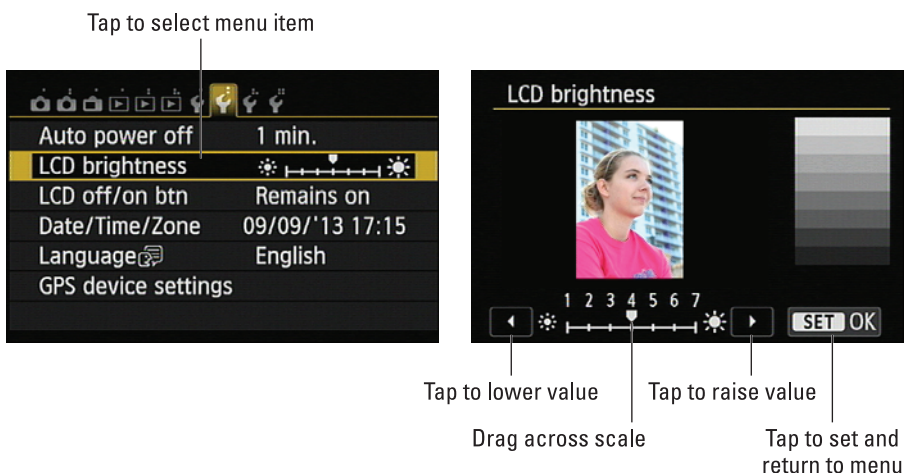 Tap to select menu item
Auto power off 1 min.
LCD brightness
LCD off/on btn Remains on
Date/Time/Zone 09/09/'13 17:15
Language English
GPS device settings
LCD brightness
1 2 3 4 5 6 7
SET OK
Tap to lower value
Tap to raise value
Drag across scale
Tap to set and
return to menu